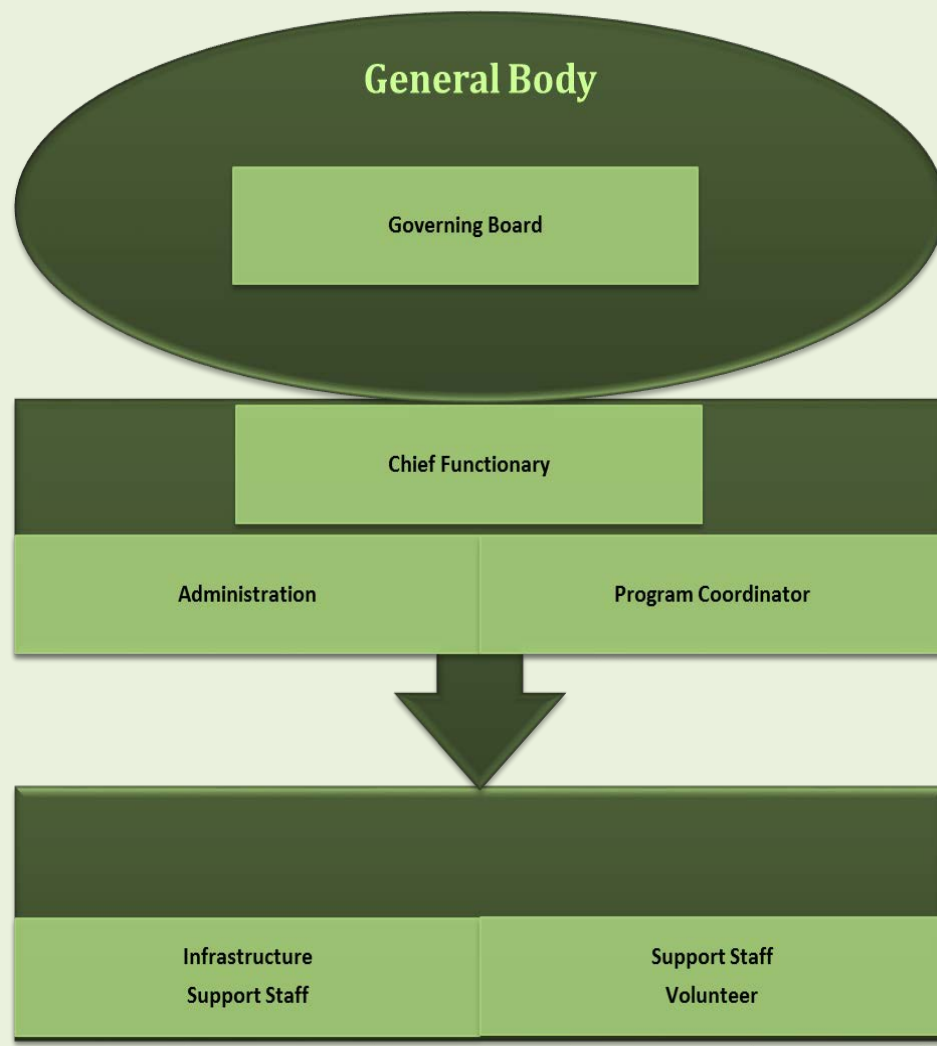 General Body
Governing Board
Chief Functionary
Administration
Program Coordinator
Infrastructure
Support Staff
Support Staff
Volunteer